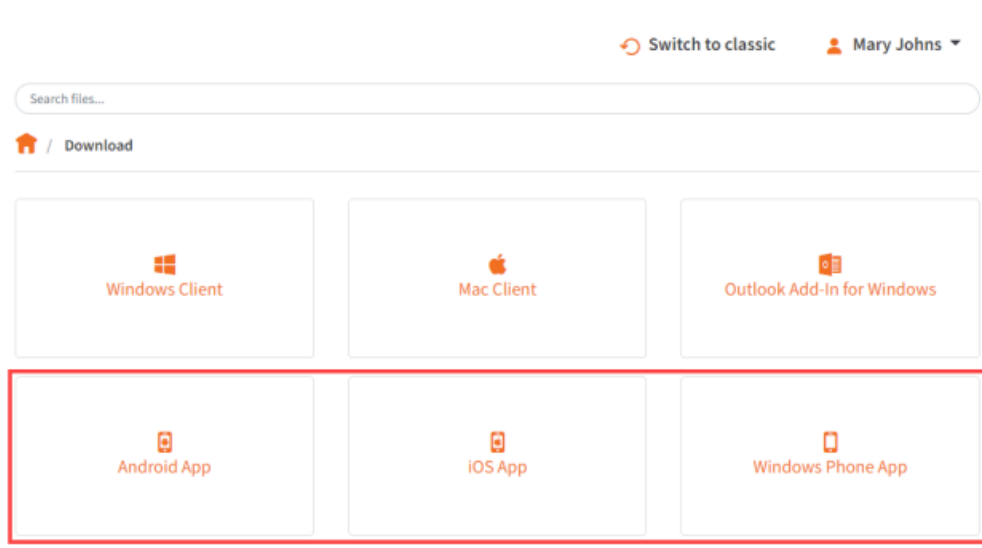 Switch to classic Mary Johns
Search files...
/ Download
Windows Client Mac Client Outlook Add-In for Windows
Android App iOS App Windows Phone App